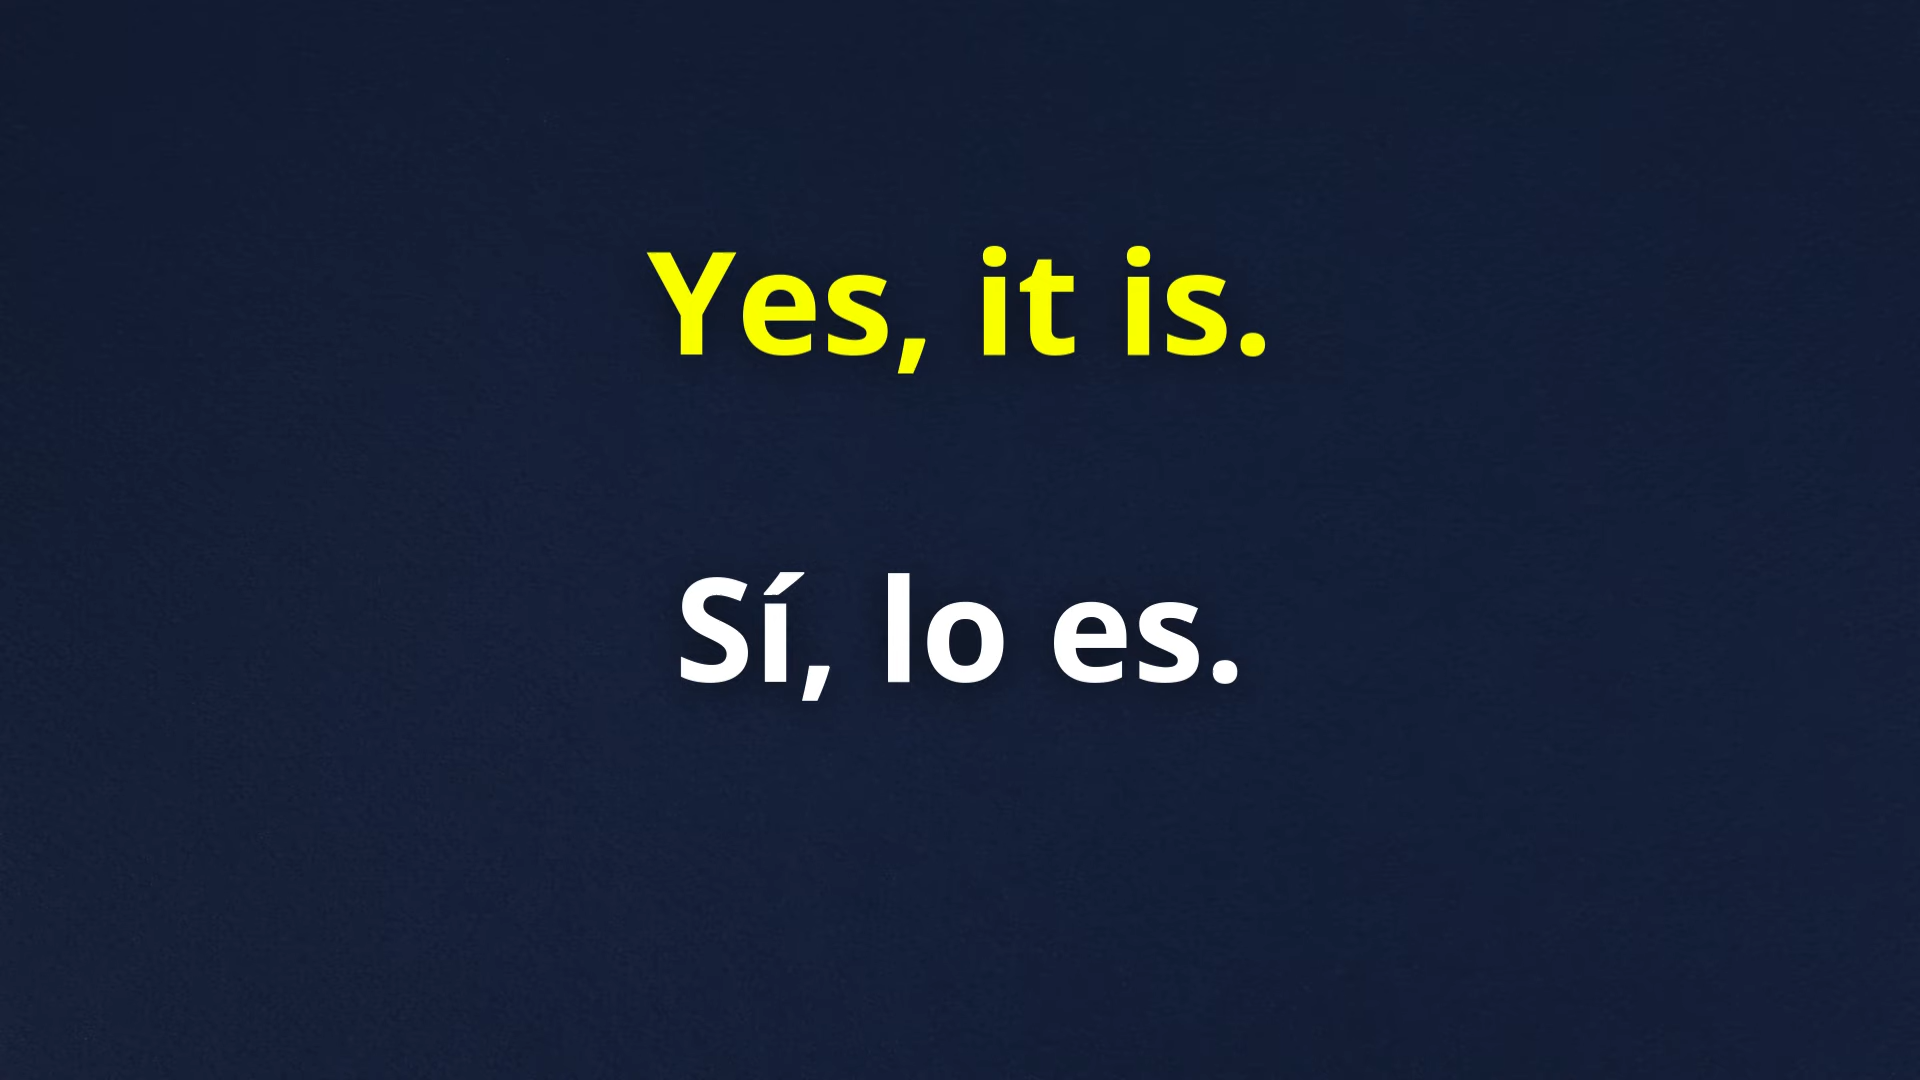 Yes, it is.
Sí, lo es.